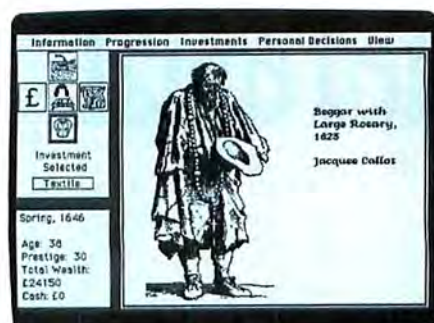 Information Progression Investments Personal Decisions View
£
Investment
Selected
Textile
Spring, 1646
Age: 38
Prestige: 30
Total Wealth:
£24150
Cash: £0
Beggar with
Large Rosary,
1623
Jacques Callot